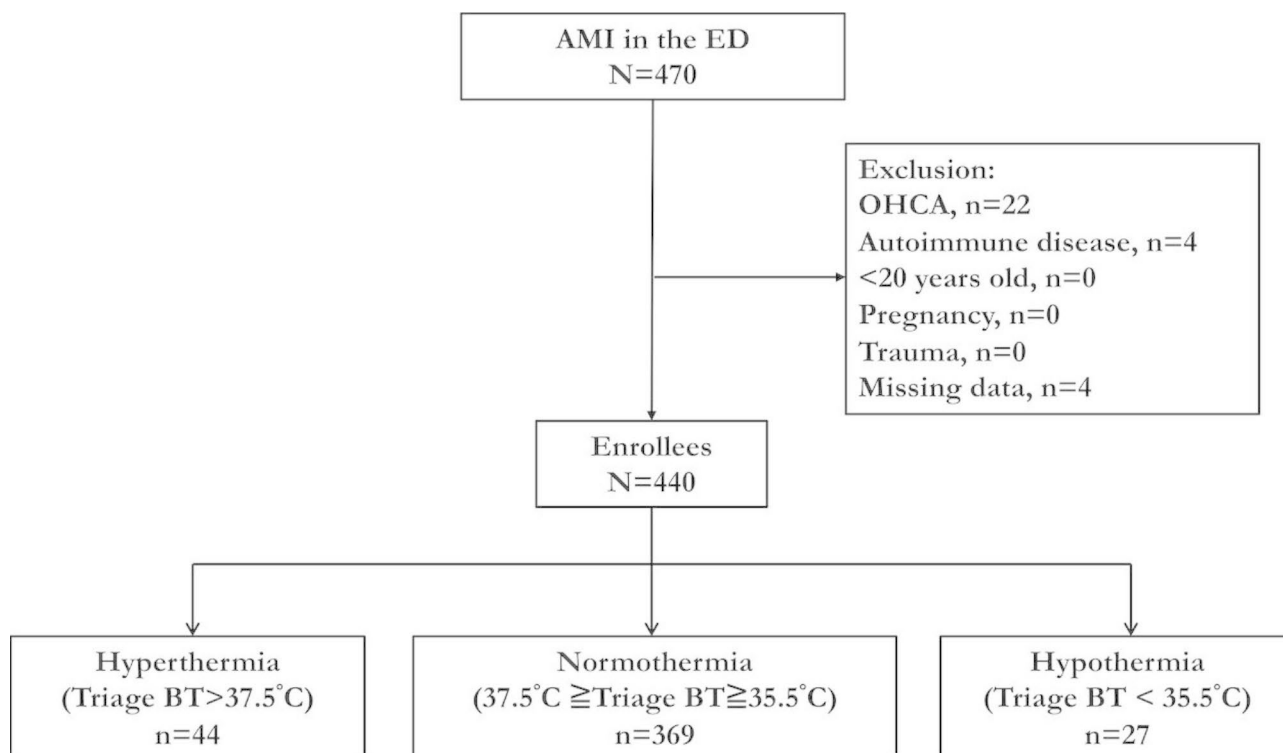 AMI in the ED
N=470
Exclusion:
OHCA, n=22
Autoimmune disease, n=4
<20 years old, n=0
Pregnancy, n=0
Trauma, n=0
Missing data, n=4
Enrollees
N=440
Hyperthermia
(Triage BT>37.5°C)
n=44
Normothermia
(37.5°C ≧Triage BT≧35.5°C)
n=369
Hypothermia
(Triage BT < 35.5°C)
n=27